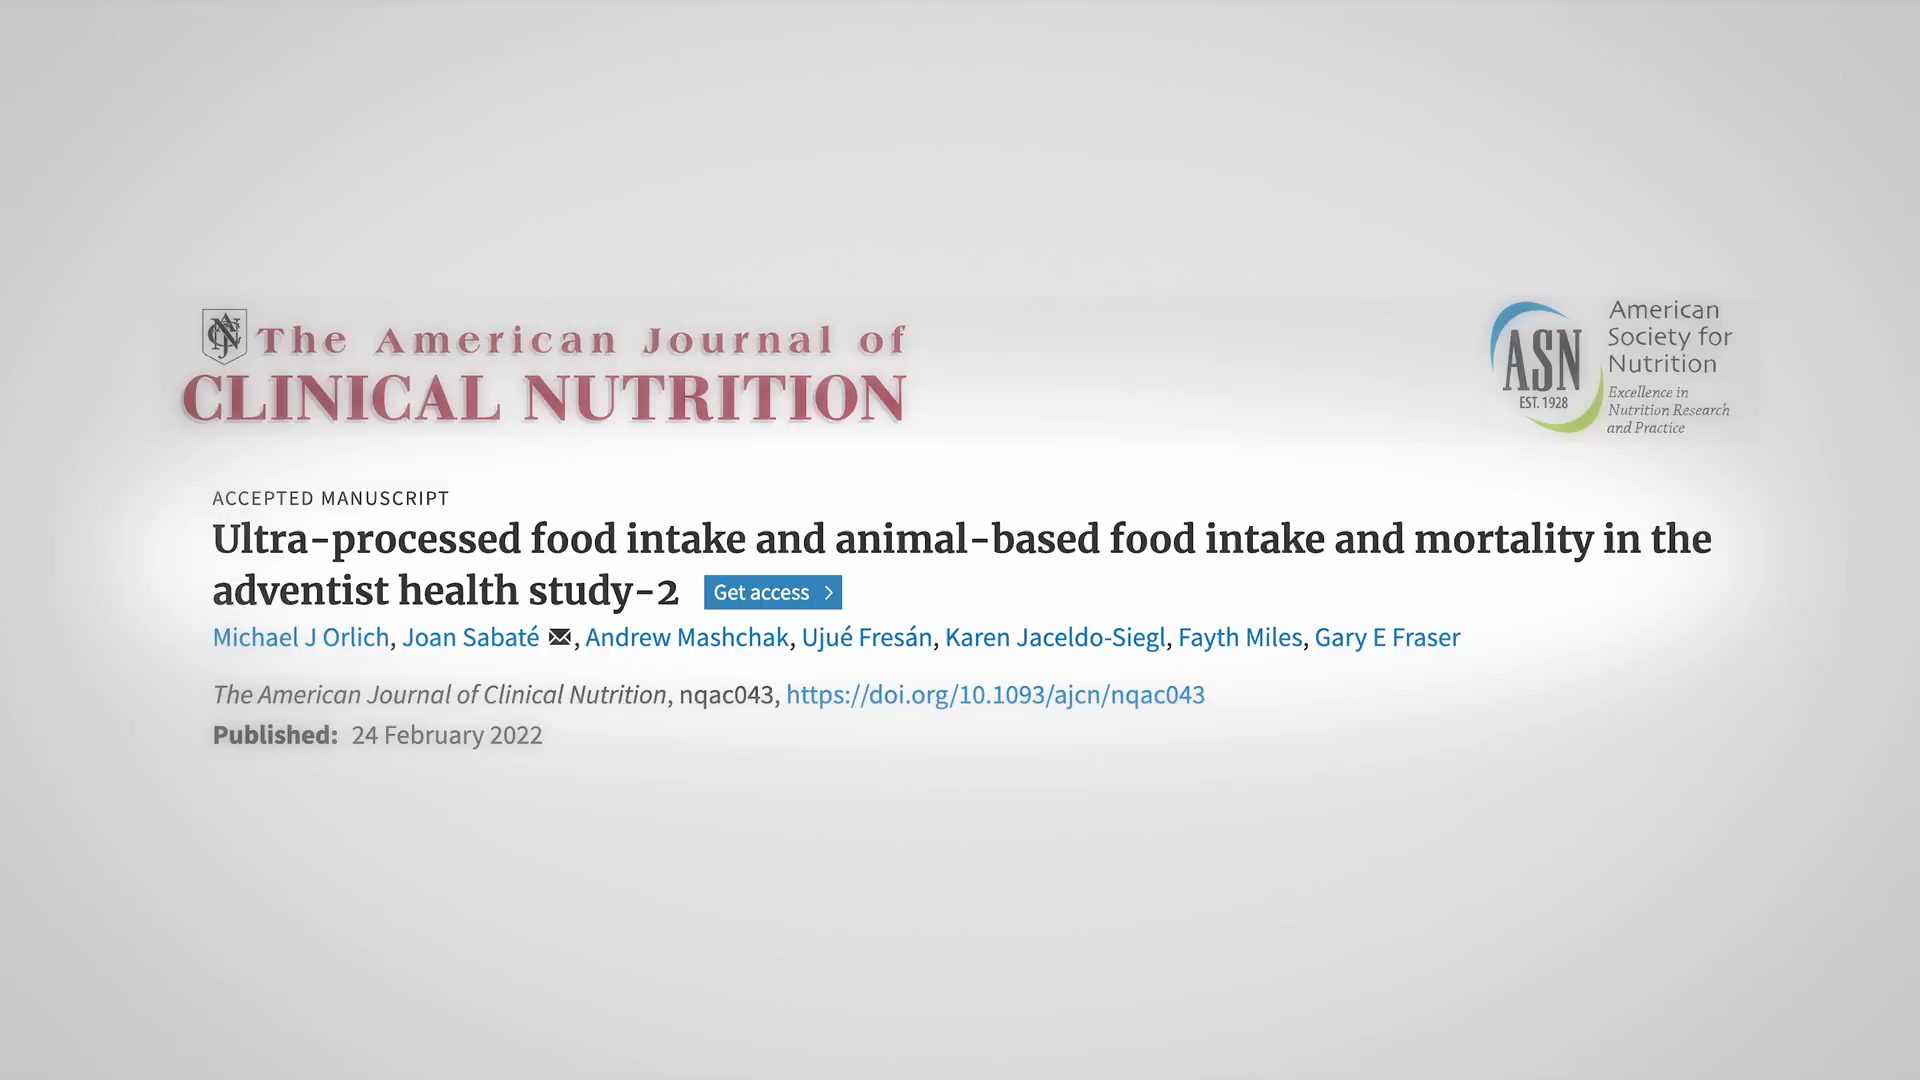 The American Journal of
CLINICAL NUTRITION
ASN
EST. 1928
American
Society for
Nutrition
Excellence in
Nutrition Research
and Practice
ACCEPTED MANUSCRIPT
Ultra-processed food intake and animal-based food intake and mortality in the
adventist health study-2 Get access
Michael J Orlich, Joan Sabaté , Andrew Mashchak, Ujué Fresán, Karen Jaceldo-Siegl, Fayth Miles, Gary E Fraser
The American Journal of Clinical Nutrition, nqac043, https://doi.org/10.1093/ajcn/nqac043
Published: 24 February 2022